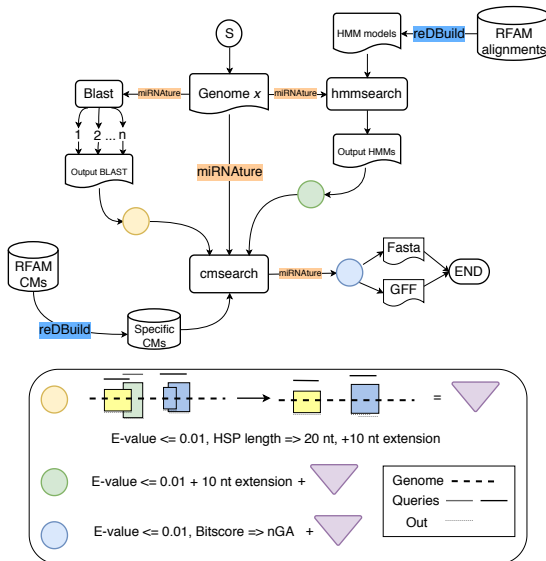 S
HMM models
reDBuild
RFAM
alignments
Blast
miRNAture
Genome x
miRNAture
hmmsearch
1 2 ... n
Output BLAST
miRNAture
Output HMMs
RFAM
CMs
cmsearch
miRNAture
Fasta
GFF
END
reDBuild
Specific
CMs
=
E-value <= 0.01, HSP length => 20 nt, +10 nt extension
E-value <= 0.01 + 10 nt extension +
E-value <= 0.01, Bitscore => nGA +
Genome
Queries
Out